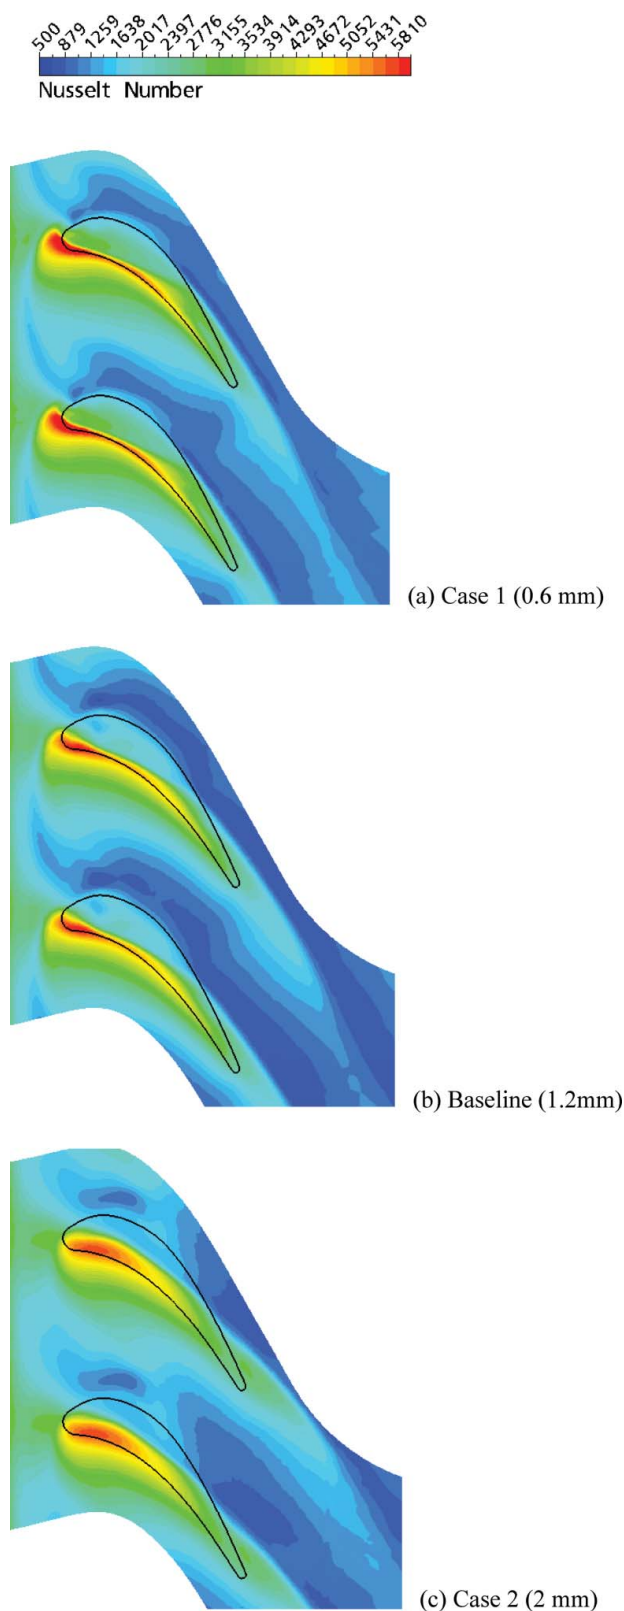 500 879 1259 1638 2017 2397 2776 3155 3534 3914 4293 4672 5052 5431 5810
Nusselt Number
(a) Case 1 (0.6 mm)
(b) Baseline (1.2mm)
(c) Case 2 (2 mm)